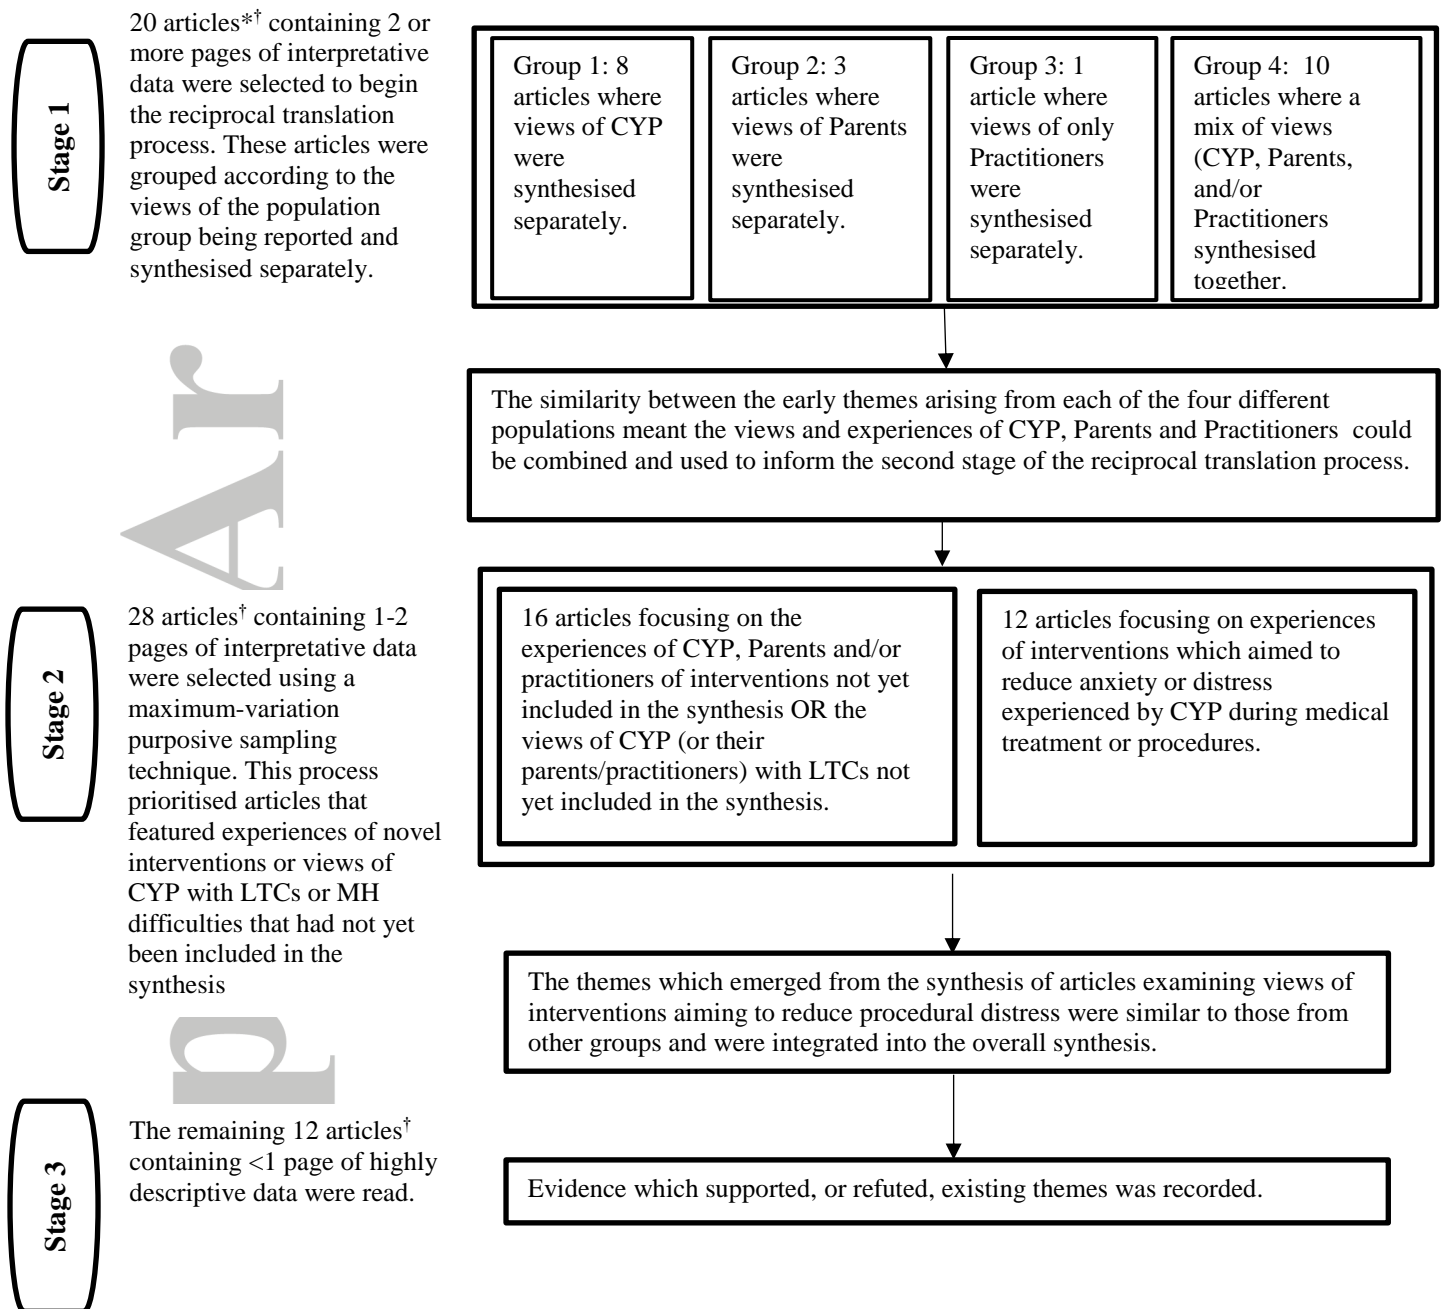 Stage 1
20 articles*† containing 2 or
more pages of interpretative
data were selected to begin
the reciprocal translation
process. These articles were
grouped according to the
views of the population
group being reported and
synthesised separately.
Group 1: 8
articles where
views of CYP
were
synthesised
separately.
Group 2: 3
articles where
views of Parents
were
synthesised
separately.
Group 3: 1
article where
views of only
Practitioners
were
synthesised
separately.
Group 4: 10
articles where a
mix of views
(CYP, Parents,
and/or
Practitioners
synthesised
together.
The similarity between the early themes arising from each of the four different
populations meant the views and experiences of CYP, Parents and Practitioners could
be combined and used to inform the second stage of the reciprocal translation process.
Ar
Stage 2
28 articles† containing 1-2
pages of interpretative data
were selected using a
maximum-variation
purposive sampling
technique. This process
prioritised articles that
featured experiences of novel
interventions or views of
CYP with LTCs or MH
difficulties that had not yet
been included in the
synthesis
16 articles focusing on the
experiences of CYP, Parents and/or
practitioners of interventions not yet
included in the synthesis OR the
views of CYP (or their
parents/practitioners) with LTCs not
yet included in the synthesis.
12 articles focusing on experiences
of interventions which aimed to
reduce anxiety or distress
experienced by CYP during medical
treatment or procedures.
The themes which emerged from the synthesis of articles examining views of
interventions aiming to reduce procedural distress were similar to those from
other groups and were integrated into the overall synthesis.
p
Stage 3
The remaining 12 articles†
containing <1 page of highly
descriptive data were read.
Evidence which supported, or refuted, existing themes was recorded.